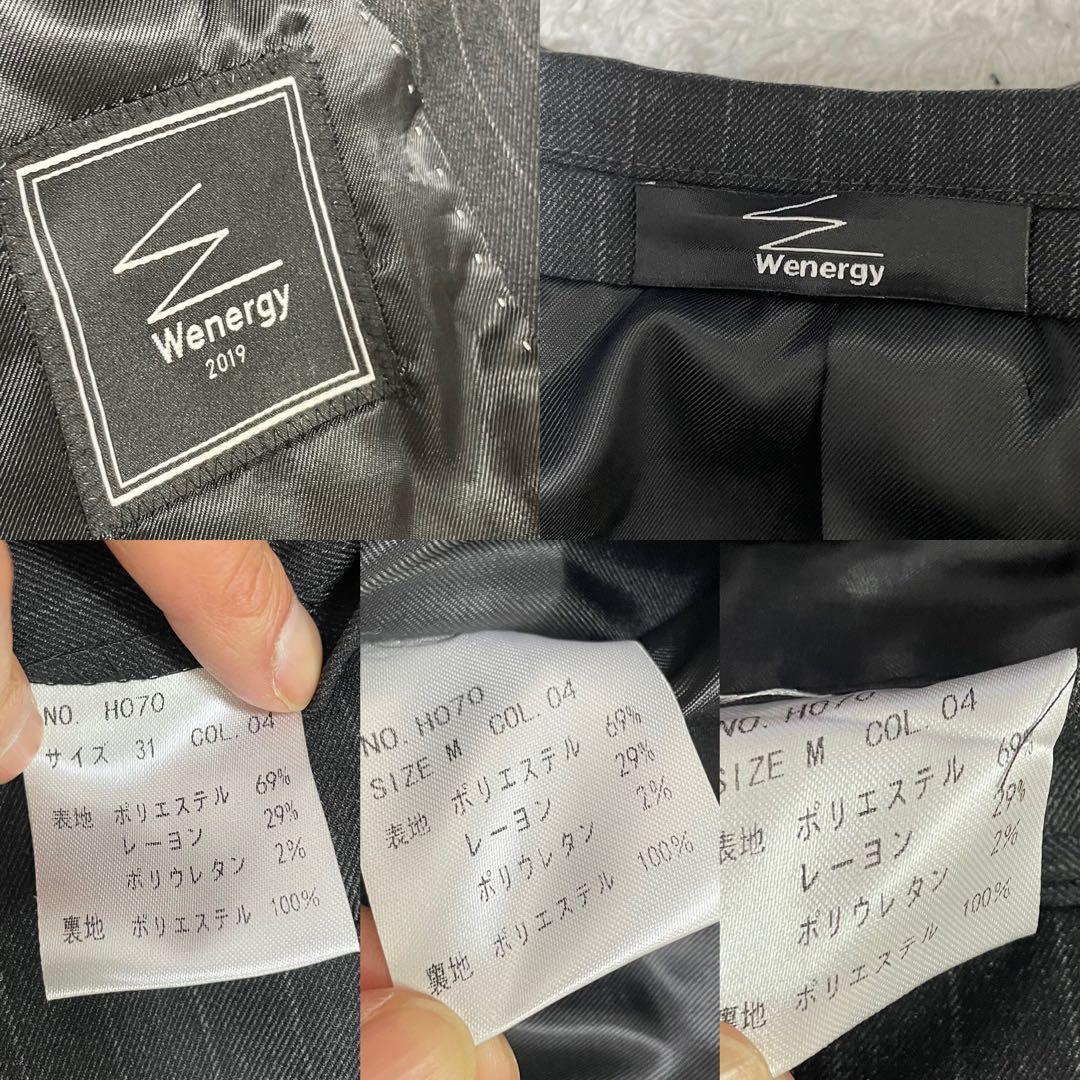 Wenergy
2019
Wenergy
NO. H070
サイズ 31 COL. 04
表地 ポリエステル 69%
レーヨン 29%
ポリウレタン 2%
裏地 ポリエステル 100%
NO. H070
SIZE M COL. 04
表地 ポリエステル 69%
レーヨン 29%
ポリウレタン 2%
裏地 ポリエステル 100%
NO. H070
SIZE M COL. 04
表地 ポリエステル 69%
レーヨン 29%
ポリウレタン 2%
裏地 ポリエステル 100%